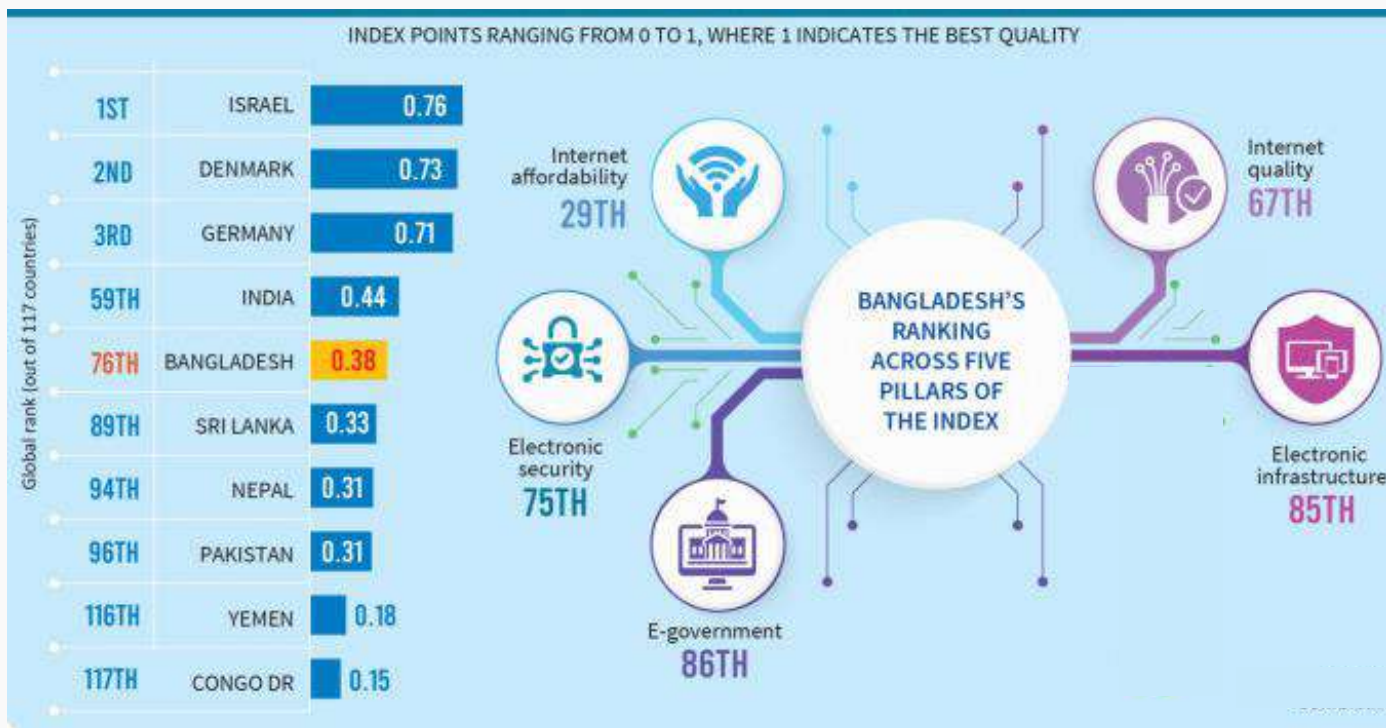 INDEX POINTS RANGING FROM 0 TO 1, WHERE 1 INDICATES THE BEST QUALITY
Global rank (out of 117 countries)
1ST ISRAEL 0.76
2ND DENMARK 0.73
3RD GERMANY 0.71
59TH INDIA 0.44
76TH BANGLADESH 0.38
89TH SRI LANKA 0.33
94TH NEPAL 0.31
96TH PAKISTAN 0.31
116TH YEMEN 0.18
117TH CONGO DR 0.15
BANGLADESH'S
RANKING
ACROSS FIVE
PILLARS OF
THE INDEX
Internet
affordability
29TH
Internet
quality
67TH
Electronic
security
75TH
Electronic
infrastructure
85TH
E-government
86TH